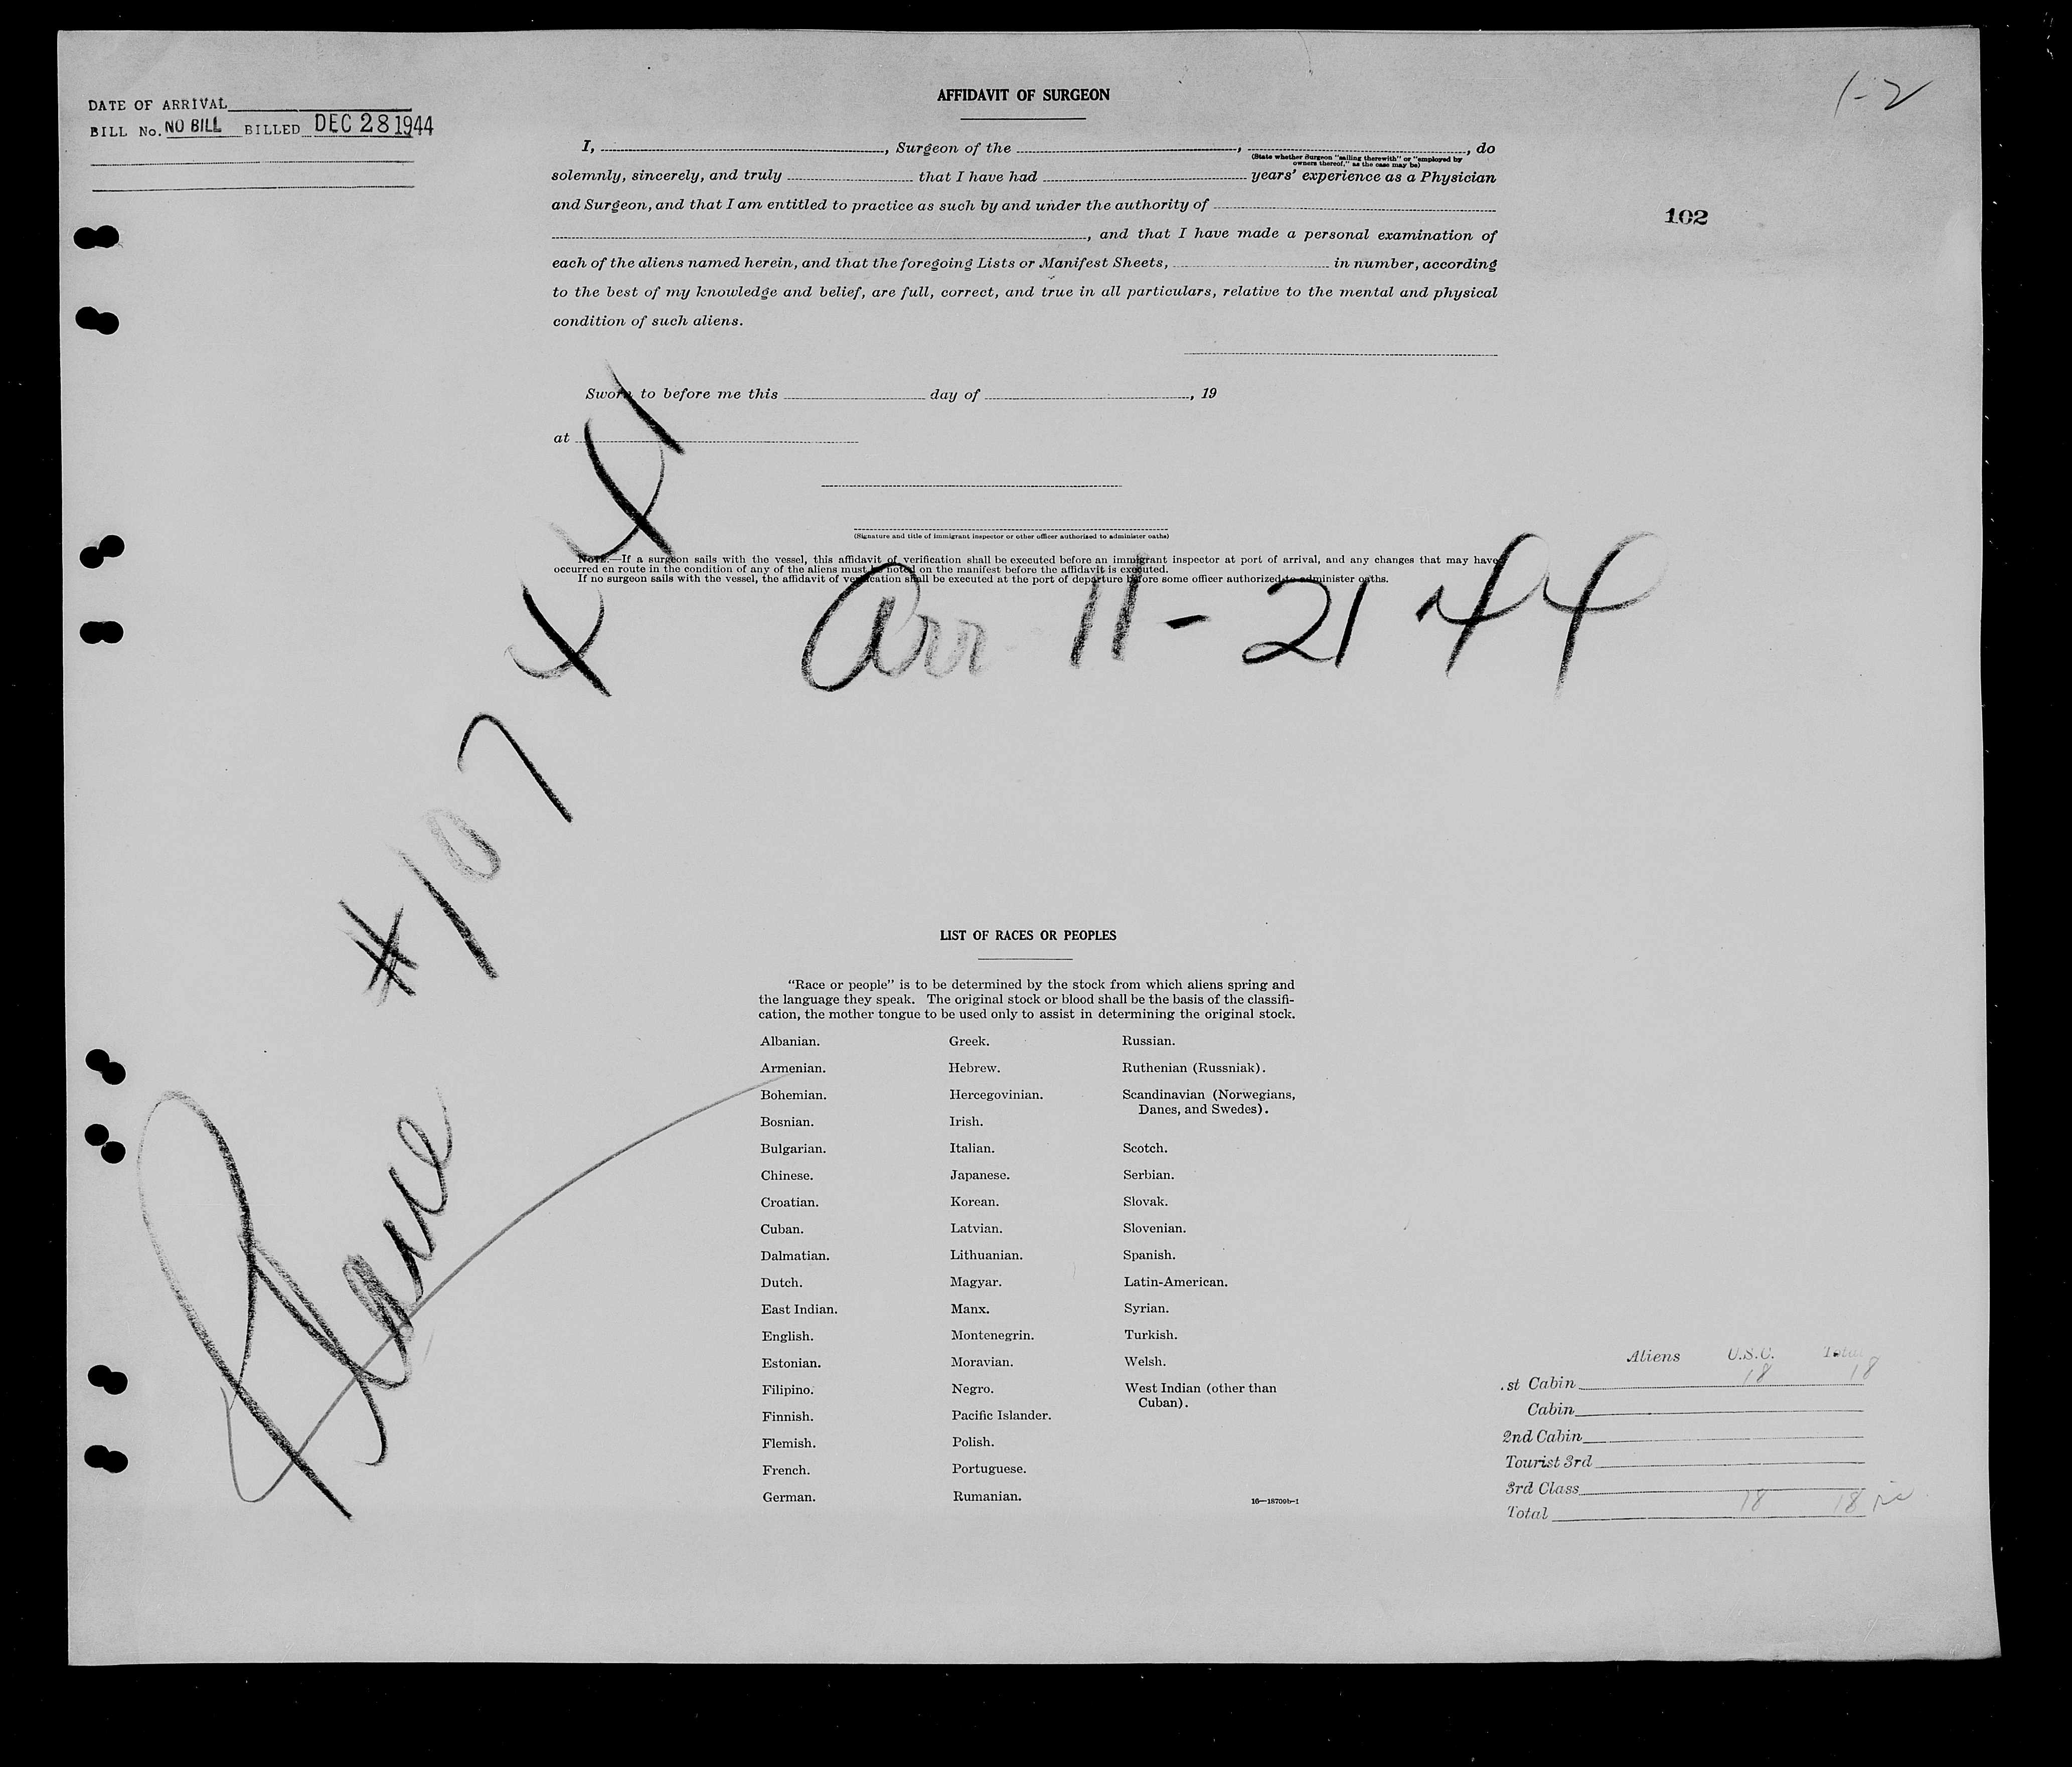 DATE OF ARRIVAL
BILL No. NO BILL BILLED DEC 28 1944
1-2
AFFIDAVIT OF SURGEON
I, , Surgeon of the , , do
(State whether Surgeon "sailing therewith" or "employed by
owners thereof," as the case may be)
solemnly, sincerely, and truly that I have had years' experience as a Physician
and Surgeon, and that I am entitled to practice as such by and under the authority of
102
, and that I have made a personal examination of
each of the aliens named herein, and that the foregoing Lists or Manifest Sheets, in number, according
to the best of my knowledge and belief, are full, correct, and true in all particulars, relative to the mental and physical
condition of such aliens.
Sworn to before me this day of , 19
at
(Signature and title of immigrant inspector or other officer authorized to administer oaths)
NOTE.—If a surgeon sails with the vessel, this affidavit of verification shall be executed before an immigrant inspector at port of arrival, and any changes that may have
occurred en route in the condition of any of the aliens must be noted on the manifest before the affidavit is executed.
If no surgeon sails with the vessel, the affidavit of verification shall be executed at the port of departure before some officer authorized to administer oaths.
Arr 11-21 44
Plane #107441
LIST OF RACES OR PEOPLES
"Race or people" is to be determined by the stock from which aliens spring and
the language they speak. The original stock or blood shall be the basis of the classifi-
cation, the mother tongue to be used only to assist in determining the original stock.
Albanian.
Armenian.
Bohemian.
Bosnian.
Bulgarian.
Chinese.
Croatian.
Cuban.
Dalmatian.
Dutch.
East Indian.
English.
Estonian.
Filipino.
Finnish.
Flemish.
French.
German.
Greek.
Hebrew.
Hercegovinian.
Irish.
Italian.
Japanese.
Korean.
Latvian.
Lithuanian.
Magyar.
Manx.
Montenegrin.
Moravian.
Negro.
Pacific Islander.
Polish.
Portuguese.
Rumanian.
Russian.
Ruthenian (Russniak).
Scandinavian (Norwegians,
Danes, and Swedes).
Scotch.
Serbian.
Slovak.
Slovenian.
Spanish.
Latin-American.
Syrian.
Turkish.
Welsh.
West Indian (other than
Cuban).
16—18709b-1
Aliens U.S.C. Total
.st Cabin 18 18
Cabin
2nd Cabin
Tourist 3rd
3rd Class
Total 18 18